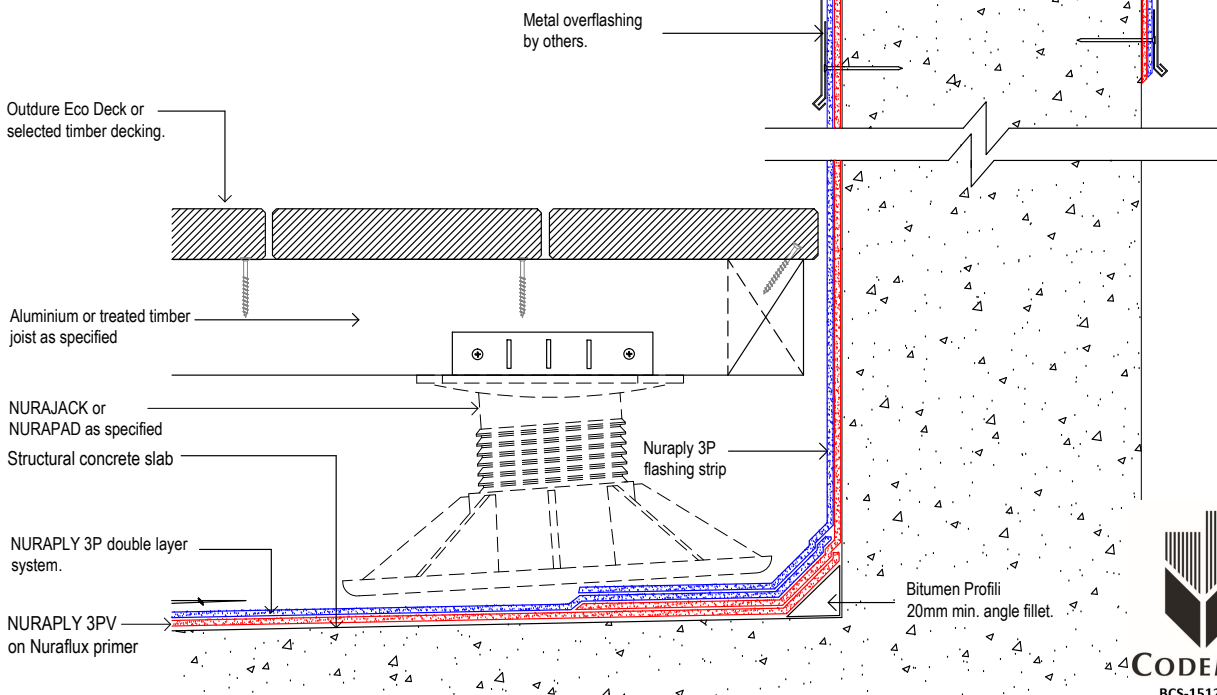 Metal overflashing
by others.
Outdure Eco Deck or
selected timber decking.
Aluminium or treated timber
joist as specified
NURAJACK or
NURAPAD as specified
Structural concrete slab
Nuraply 3P
flashing strip
NURAPLY 3P double layer
system.
Bitumen Profili
20mm min. angle fillet.
NURAPLY 3PV
on Nuraflux primer